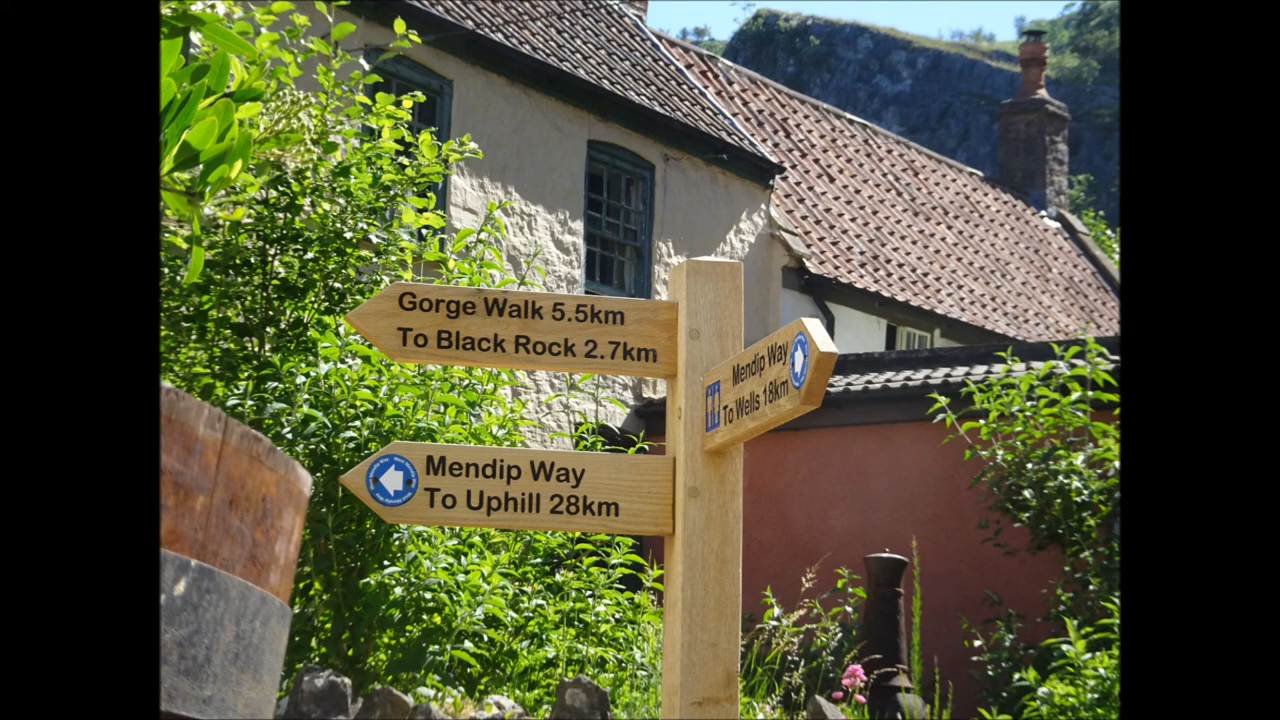 Gorge Walk 5.5km
To Black Rock 2.7km
Mendip Way
To Wells 18km
Mendip Way
To Uphill 28km